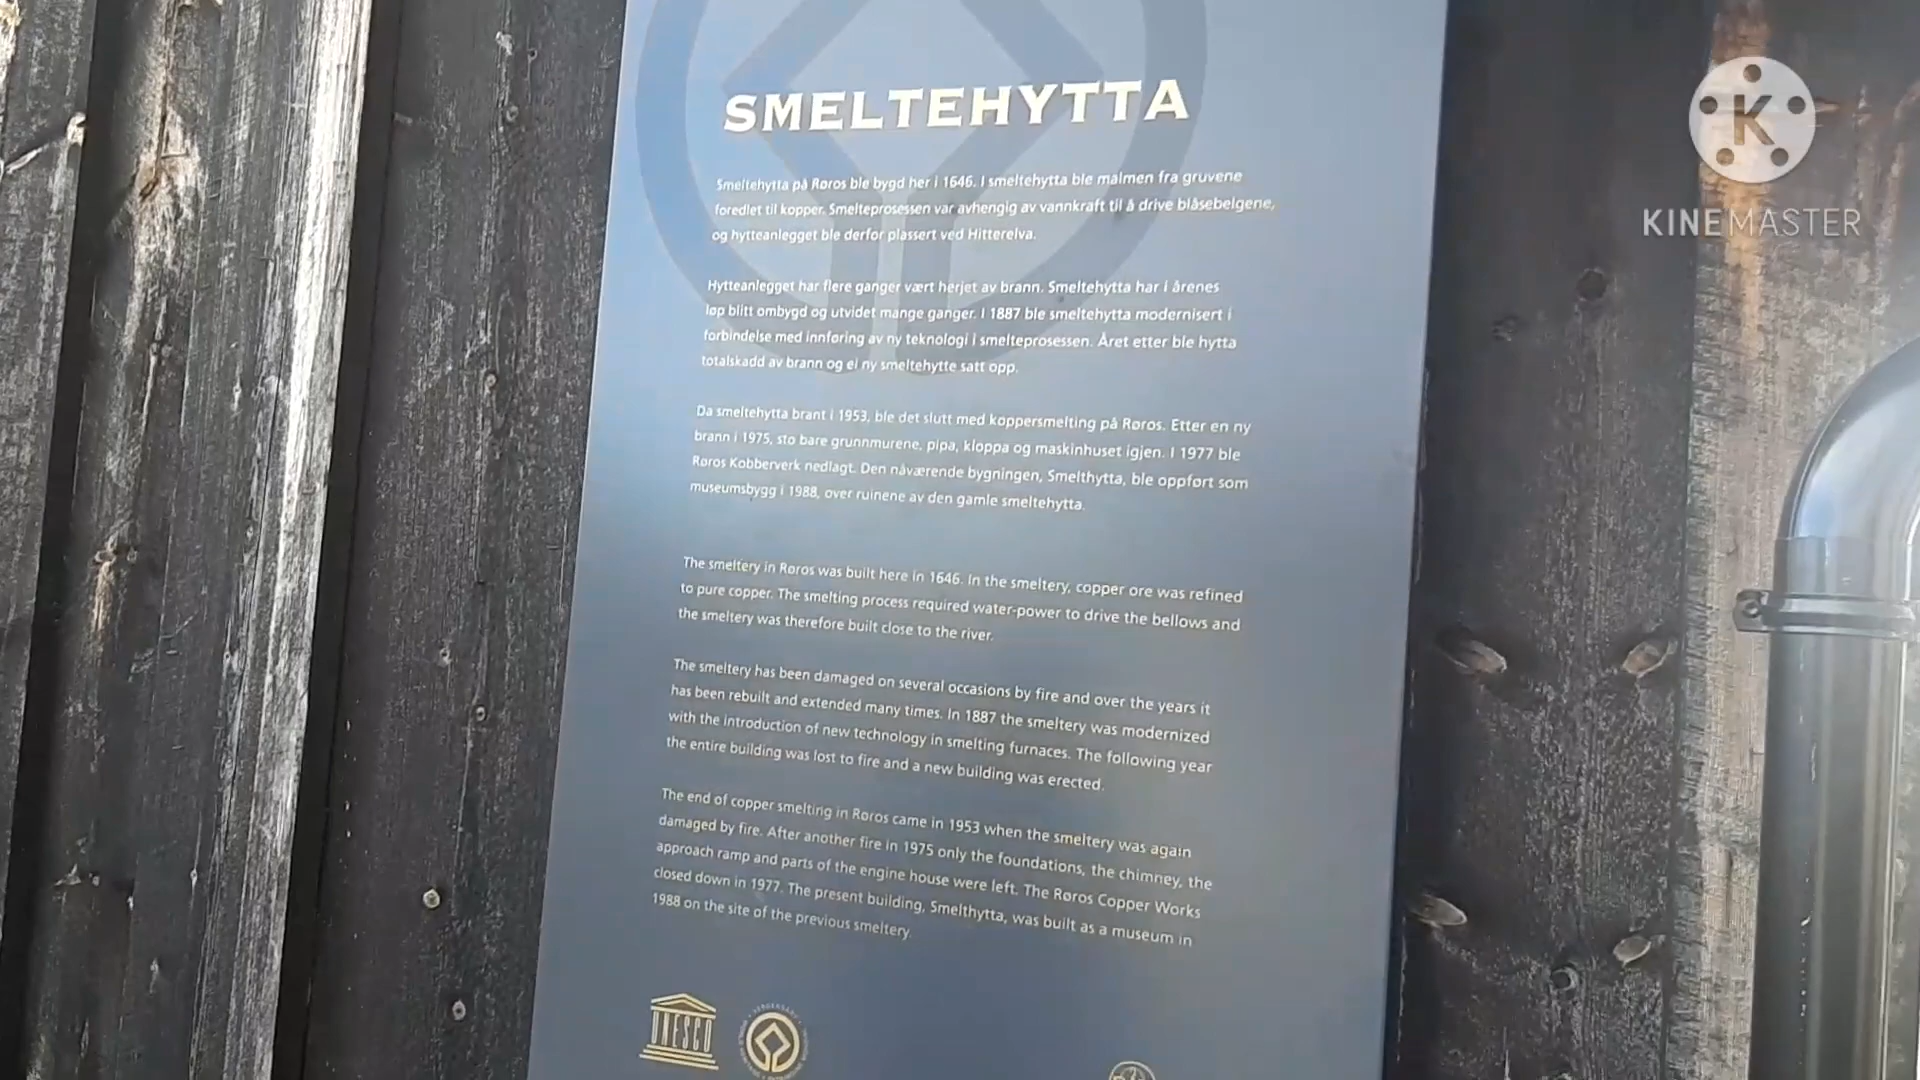 SMELTEHYTTA
Smeltehytta på Røros ble bygd her i 1646. I smeltehytta ble malmen fra gruvene
foredlet til kopper. Smelteprosessen var avhengig av vannkraft til å drive blåsebelgene,
og hytteanlegget ble derfor plassert ved Hitterelva.
Hytteanlegget har flere ganger vært herjet av brann. Smeltehytta har i årenes
løp blitt ombygd og utvidet mange ganger. I 1887 ble smeltehytta modernisert i
forbindelse med innføring av ny teknologi i smelteprosessen. Året etter ble hytta
totalskadd av brann og ei ny smeltehytte satt opp.
Da smeltehytta brant i 1953, ble det slutt med koppersmelting på Røros. Etter en ny
brann i 1975, sto bare grunnmurene, pipa, kloppa og maskinhuset igjen. I 1977 ble
Røros Kobberverk nedlagt. Den nåværende bygningen, Smelthytta, ble oppført som
museumsbygg i 1988, over ruinene av den gamle smeltehytta.
The smeltery in Røros was built here in 1646. In the smeltery, copper ore was refined
to pure copper. The smelting process required water-power to drive the bellows and
the smeltery was therefore built close to the river.
The smeltery has been damaged on several occasions by fire and over the years it
has been rebuilt and extended many times. In 1887 the smeltery was modernized
with the introduction of new technology in smelting furnaces. The following year
the entire building was lost to fire and a new building was erected.
The end of copper smelting in Røros came in 1953 when the smeltery was again
damaged by fire. After another fire in 1975 only the foundations, the chimney, the
approach ramp and parts of the engine house were left. The Røros Copper Works
closed down in 1977. The present building, Smelthytta, was built as a museum in
1988 on the site of the previous smeltery.
UNESCO
K
KINEMASTER